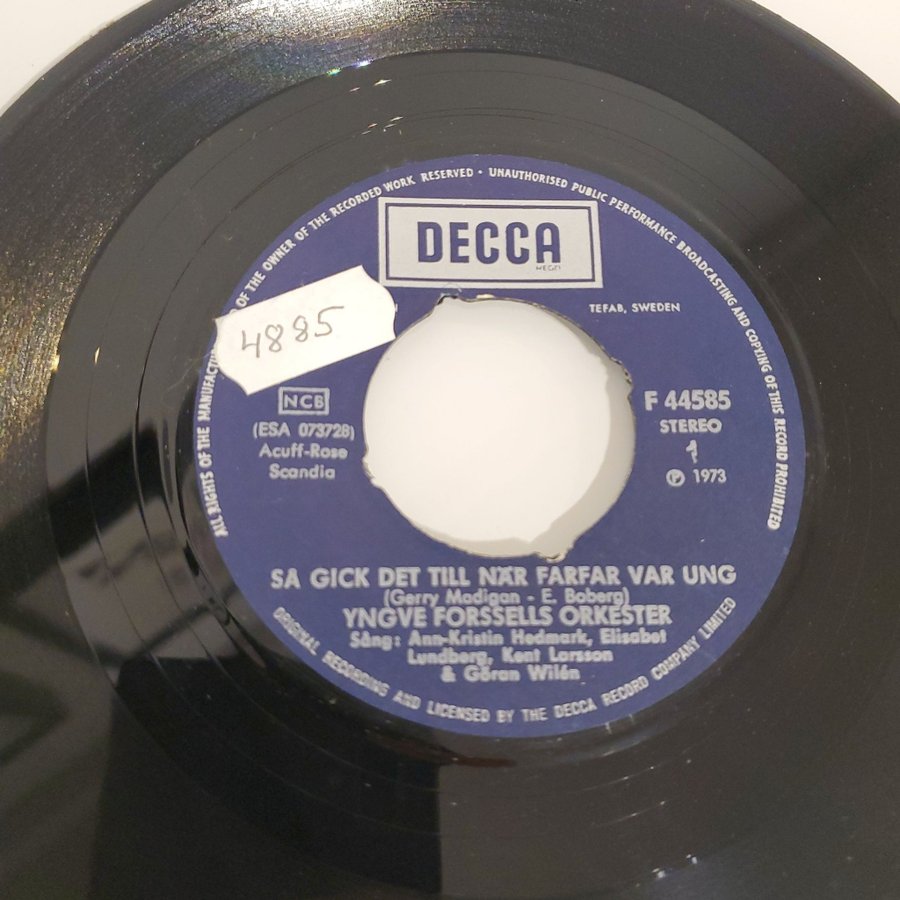 ALL RIGHTS OF THE MANUFACTURER OF THE OWNER OF THE RECORDED WORK RESERVED • UNAUTHORISED PUBLIC PERFORMANCE BROADCASTING AND COPYING OF THIS RECORD PROHIBITED
DECCA
TEFAB, SWEDEN
4885
NCB
(ESA 073728)
Acuff-Rose
Scandia
F 44585
STEREO
1
℗ 1973
SA GICK DET TILL NÄR FARFAR VAR UNG
(Gerry Madigan - E. Boberg)
YNGVE FORSSELLS ORKESTER
Sång: Ann-Kristin Hedmark, Elisabet
Lundberg, Kent Larsson
& Göran Wilén
ORIGINAL RECORDING AND LICENSED BY THE DECCA RECORD COMPANY LIMITED